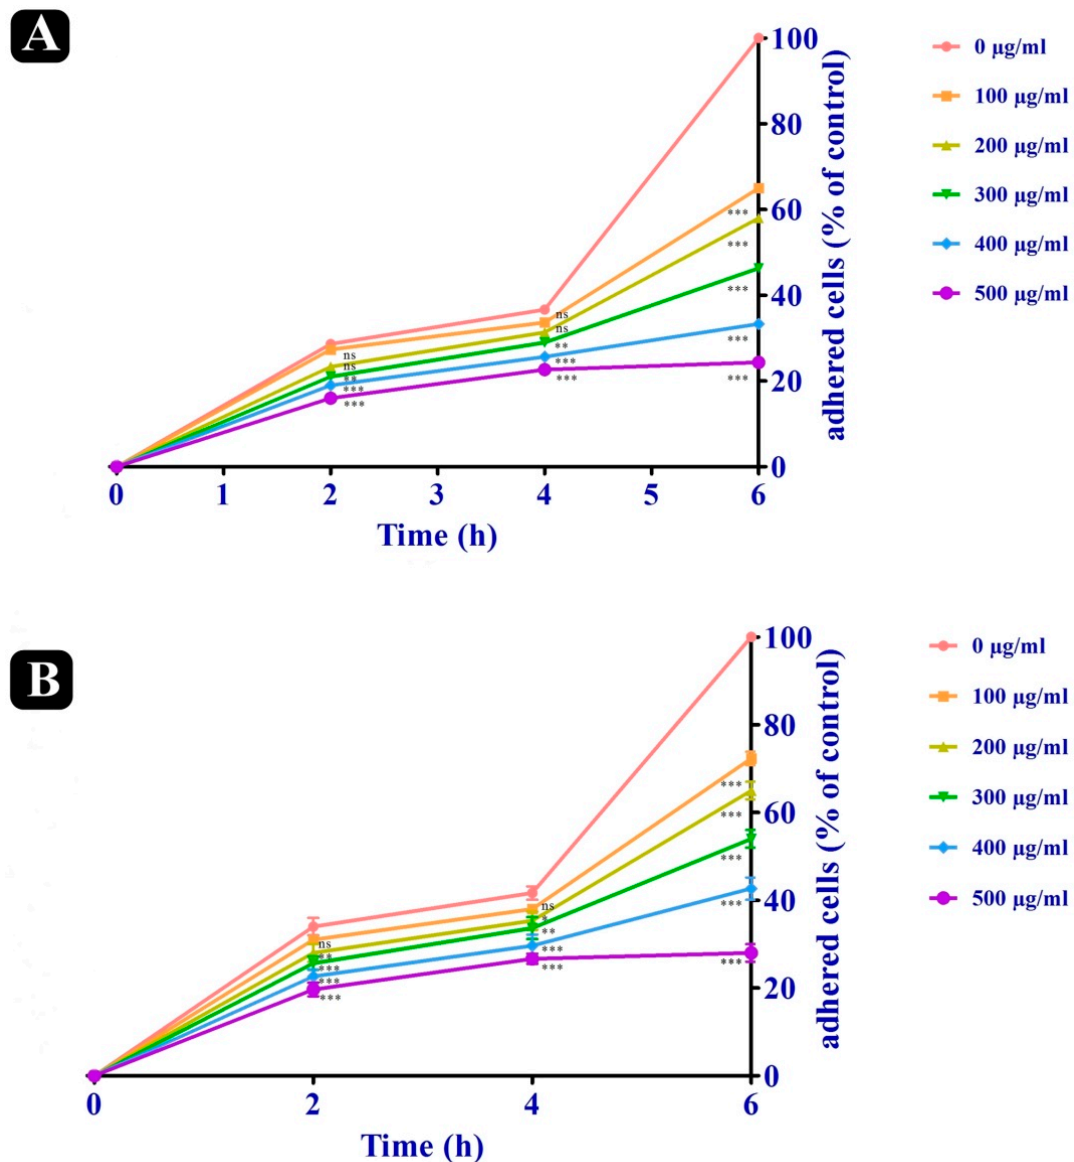 A
100
80
60
40
20
0
adhered cells (% of control)
0 µg/ml
100 µg/ml
200 µg/ml
300 µg/ml
400 µg/ml
500 µg/ml
ns
ns
**
***
***
ns
ns
**
***
***
***
***
***
***
***
0 1 2 3 4 5 6
Time (h)
B
100
80
60
40
20
0
adhered cells (% of control)
0 µg/ml
100 µg/ml
200 µg/ml
300 µg/ml
400 µg/ml
500 µg/ml
ns
**
***
***
***
ns
*
**
***
***
***
***
***
***
***
0 2 4 6
Time (h)